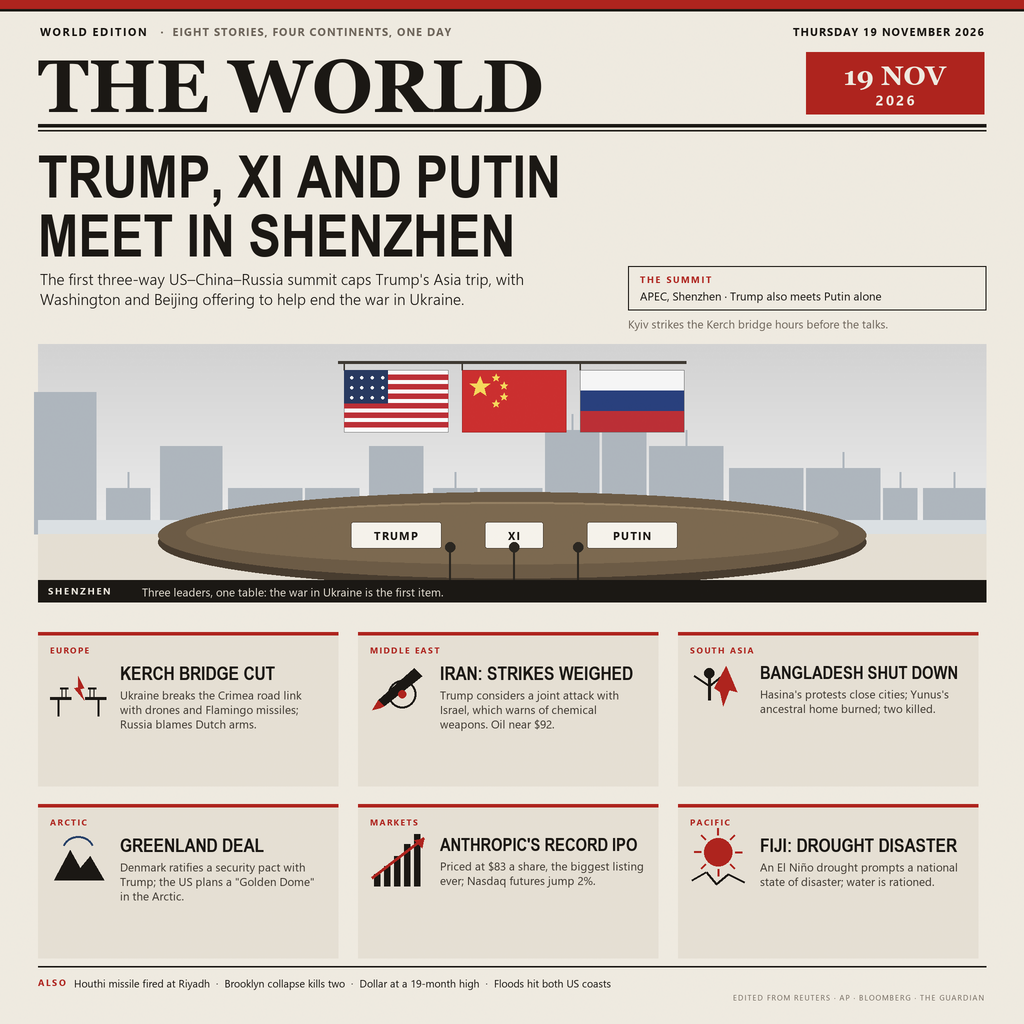 WORLD EDITION · EIGHT STORIES, FOUR CONTINENTS, ONE DAY
THURSDAY 19 NOVEMBER 2026
THE WORLD
19 NOV
2026
TRUMP, XI AND PUTIN
MEET IN SHENZHEN
The first three-way US–China–Russia summit caps Trump's Asia trip, with
Washington and Beijing offering to help end the war in Ukraine.
THE SUMMIT
APEC, Shenzhen · Trump also meets Putin alone
Kyiv strikes the Kerch bridge hours before the talks.
TRUMP
XI
PUTIN
SHENZHEN
Three leaders, one table: the war in Ukraine is the first item.
EUROPE
KERCH BRIDGE CUT
Ukraine breaks the Crimea road link
with drones and Flamingo missiles;
Russia blames Dutch arms.
MIDDLE EAST
IRAN: STRIKES WEIGHED
Trump considers a joint attack with
Israel, which warns of chemical
weapons. Oil near $92.
SOUTH ASIA
BANGLADESH SHUT DOWN
Hasina's protests close cities; Yunus's
ancestral home burned; two killed.
ARCTIC
GREENLAND DEAL
Denmark ratifies a security pact with
Trump; the US plans a "Golden Dome"
in the Arctic.
MARKETS
ANTHROPIC'S RECORD IPO
Priced at $83 a share, the biggest listing
ever; Nasdaq futures jump 2%.
PACIFIC
FIJI: DROUGHT DISASTER
An El Niño drought prompts a national
state of disaster; water is rationed.
ALSO Houthi missile fired at Riyadh · Brooklyn collapse kills two · Dollar at a 19-month high · Floods hit both US coasts
EDITED FROM REUTERS · AP · BLOOMBERG · THE GUARDIAN